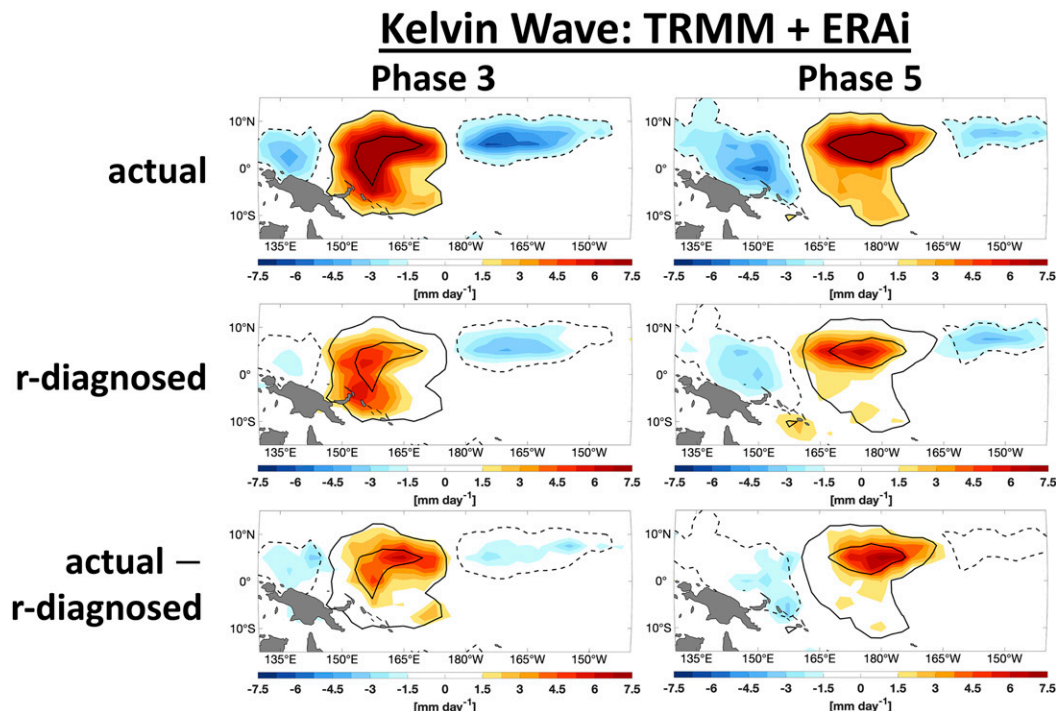 Kelvin Wave: TRMM + ERAi
Phase 3 Phase 5
actual
10°N 10°N
0° 0°
10°S 10°S
135°E 150°E 165°E 180°W 165°W 150°W 135°E 150°E 165°E 180°W 165°W 150°W
-7.5 -6 -4.5 -3 -1.5 0 1.5 3 4.5 6 7.5 -7.5 -6 -4.5 -3 -1.5 0 1.5 3 4.5 6 7.5
[mm day⁻¹] [mm day⁻¹]
r-diagnosed
10°N 10°N
0° 0°
10°S 10°S
135°E 150°E 165°E 180°W 165°W 150°W 135°E 150°E 165°E 180°W 165°W 150°W
-7.5 -6 -4.5 -3 -1.5 0 1.5 3 4.5 6 7.5 -7.5 -6 -4.5 -3 -1.5 0 1.5 3 4.5 6 7.5
[mm day⁻¹] [mm day⁻¹]
actual –
r-diagnosed
10°N 10°N
0° 0°
10°S 10°S
135°E 150°E 165°E 180°W 165°W 150°W 135°E 150°E 165°E 180°W 165°W 150°W
-7.5 -6 -4.5 -3 -1.5 0 1.5 3 4.5 6 7.5 -7.5 -6 -4.5 -3 -1.5 0 1.5 3 4.5 6 7.5
[mm day⁻¹] [mm day⁻¹]